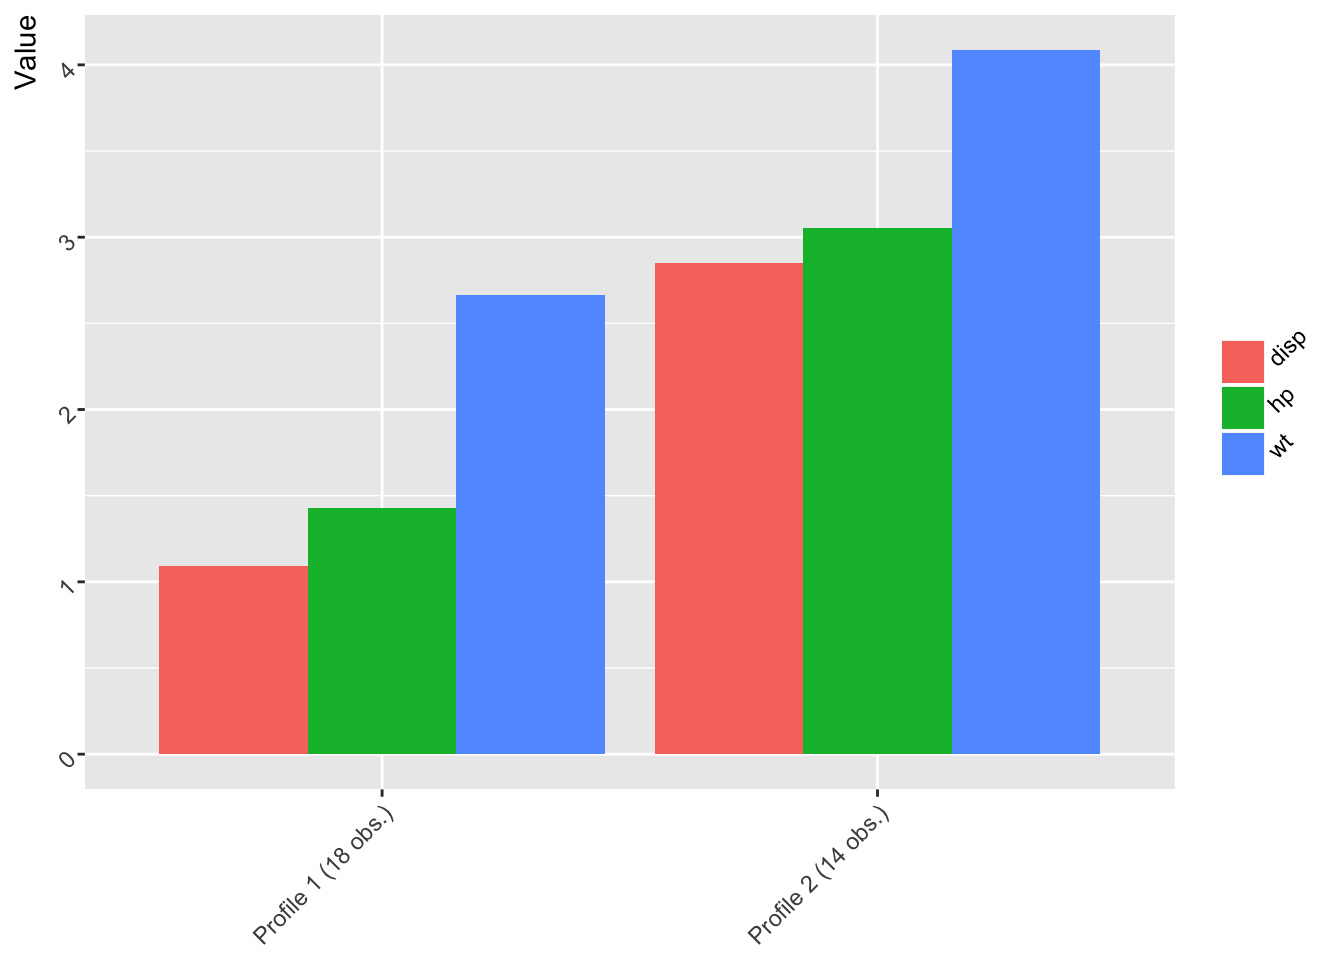 Value
4
3
2
1
0
Profile 1 (18 obs.)
Profile 2 (14 obs.)
disp
hp
wt